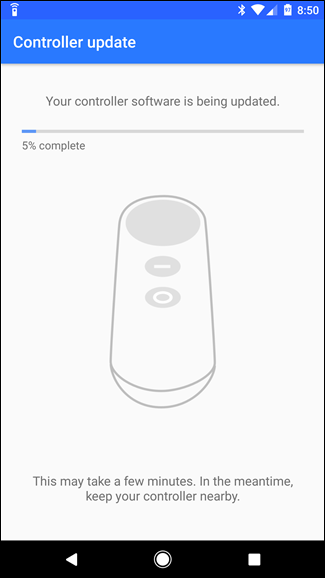 8:50
Controller update
Your controller software is being updated.
5% complete
This may take a few minutes. In the meantime,
keep your controller nearby.